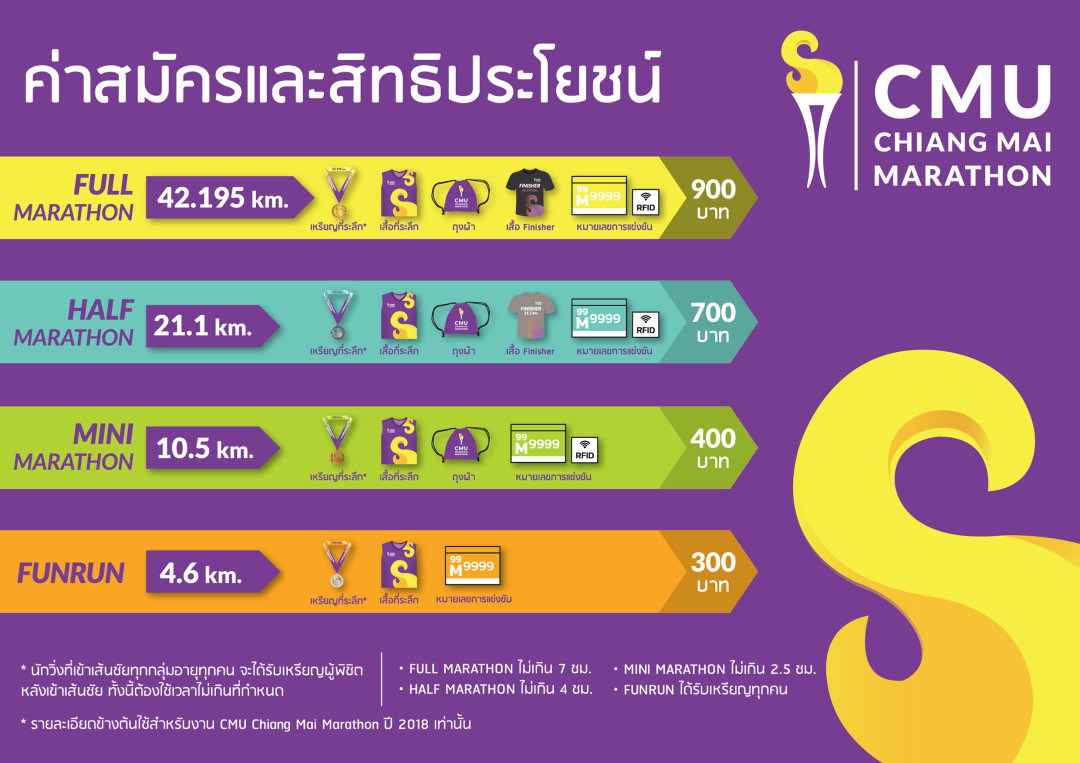 ค่าสมัครและสิทธิประโยชน์
CMU
CHIANG MAI
MARATHON
FULL
MARATHON
42.195 km.
เหรียญที่ระลึก*
เสื้อที่ระลึก
CMU
ถุงผ้า
FINISHER
เสื้อ Finisher
99
M 9999
RFID
หมายเลขการแข่งขัน
900
บาท
HALF
MARATHON
21.1 km.
เหรียญที่ระลึก*
เสื้อที่ระลึก
CMU
ถุงผ้า
FINISHER
21.1 km
เสื้อ Finisher
99
M 9999
RFID
หมายเลขการแข่งขัน
700
บาท
MINI
MARATHON
10.5 km.
เหรียญที่ระลึก*
เสื้อที่ระลึก
CMU
ถุงผ้า
99
M 9999
RFID
หมายเลขการแข่งขัน
400
บาท
FUNRUN
4.6 km.
เหรียญที่ระลึก*
เสื้อที่ระลึก
99
M 9999
หมายเลขการแข่งขัน
300
บาท
* นักวิ่งที่เข้าเส้นชัยทุกกลุ่มอายุทุกคน จะได้รับเหรียญผู้พิชิต
หลังเข้าเส้นชัย ทั้งนี้ต้องใช้เวลาไม่เกินที่กำหนด
• FULL MARATHON ไม่เกิน 7 ชม.
• HALF MARATHON ไม่เกิน 4 ชม.
• MINI MARATHON ไม่เกิน 2.5 ชม.
• FUNRUN ได้รับเหรียญทุกคน
* รายละเอียดข้างต้นใช้สำหรับงาน CMU Chiang Mai Marathon ปี 2018 เท่านั้น